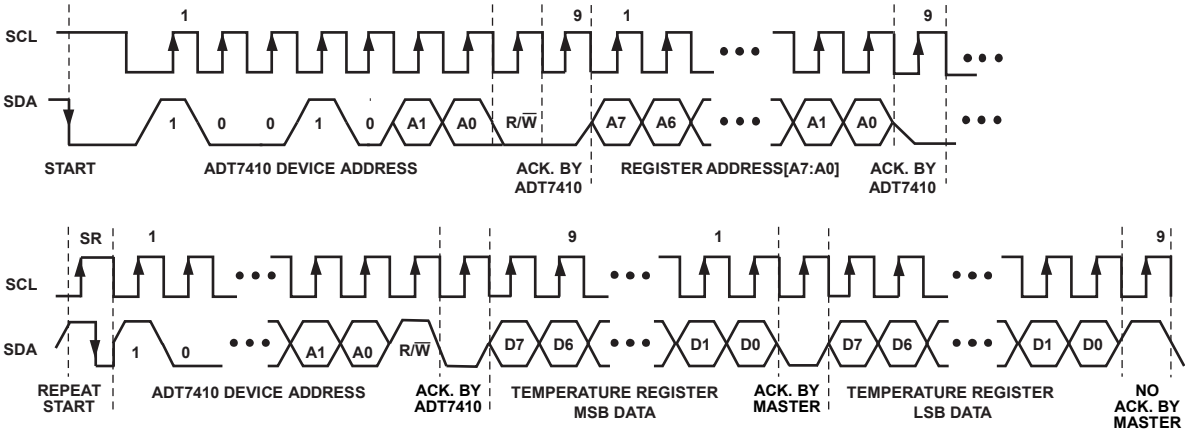 1 9 1 9
SCL
SDA
1 0 0 1 0 A1 A0 R/W̅ A7 A6 A1 A0
START ADT7410 DEVICE ADDRESS ACK. BY ADT7410 REGISTER ADDRESS[A7:A0] ACK. BY ADT7410
SR 1 9 1 9
SCL
SDA
1 0 A1 A0 R/W̅ D7 D6 D1 D0 D7 D6 D1 D0
REPEAT START ADT7410 DEVICE ADDRESS ACK. BY ADT7410 TEMPERATURE REGISTER MSB DATA ACK. BY MASTER TEMPERATURE REGISTER LSB DATA NO ACK. BY MASTER